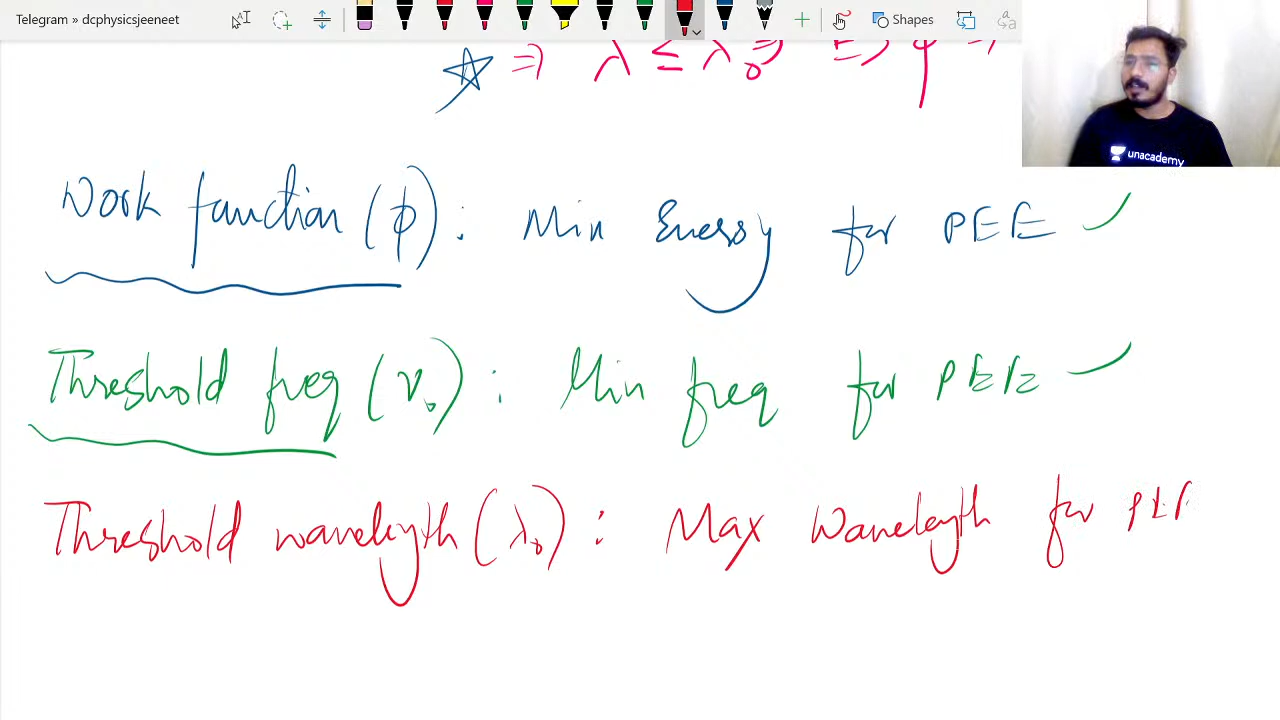 Telegram » dcphysicsjeeneet
Shapes
⇒ λ ≤ λ₀ ⇒
unacademy
Work function (φ) : Min Energy for PEE ✓
Threshold freq (ν₀) : Min freq for PEE ✓
Threshold wavelength (λ₀) : Max Wavelength for PEE